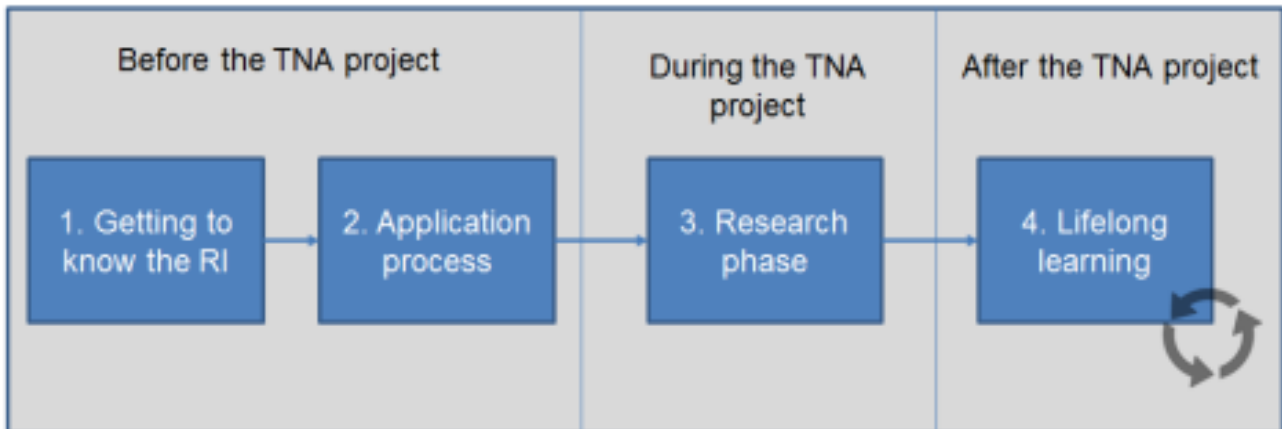 Before the TNA project
During the TNA
project
After the TNA project
1. Getting to
know the RI
2. Application
process
3. Research
phase
4. Lifelong
learning